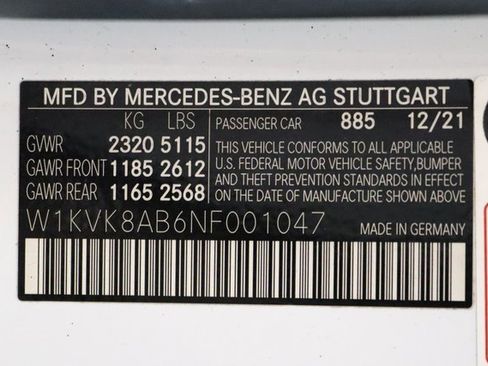 MFD BY MERCEDES-BENZ AG STUTTGART
KG LBS PASSENGER CAR 885 12/21
GVWR 2320 5115
GAWR FRONT 1185 2612
GAWR REAR 1165 2568
THIS VEHICLE CONFORMS TO ALL APPLICABLE
U.S. FEDERAL MOTOR VEHICLE SAFETY, BUMPER
AND THEFT PREVENTION STANDARDS IN EFFECT
ON THE DATE OF MANUFACTURE SHOWN ABOVE
W1KVK8AB6NF001047 MADE IN GERMANY